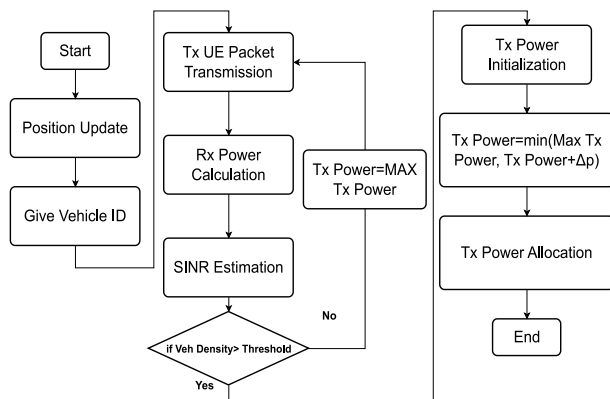 Start
Position Update
Give Vehicle ID
Tx UE Packet
Transmission
Rx Power
Calculation
SINR Estimation
if Veh Density> Threshold
No
Yes
Tx Power=MAX
Tx Power
Tx Power
Initialization
Tx Power=min(Max Tx
Power, Tx Power+Δp)
Tx Power Allocation
End